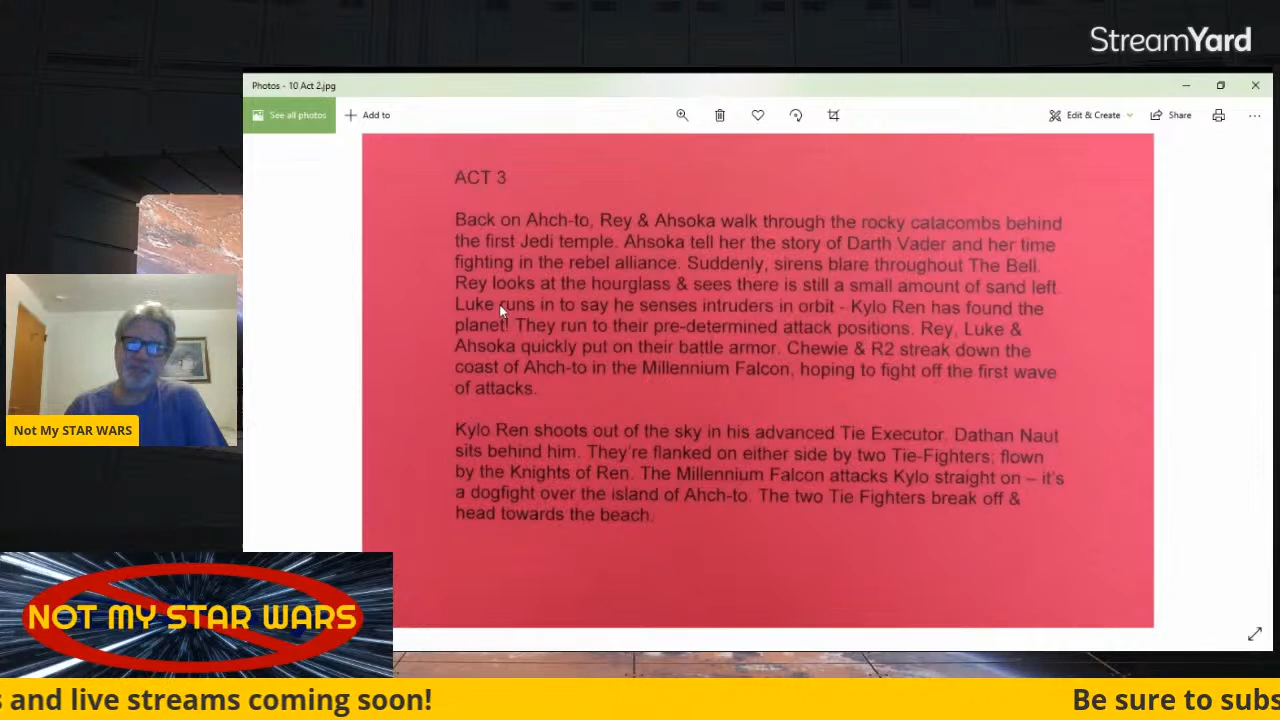 StreamYard
Photos - 10 Act 2.jpg
See all photos
Add to
Edit & Create
Share
ACT 3
Back on Ahch-to, Rey & Ahsoka walk through the rocky catacombs behind
the first Jedi temple. Ahsoka tell her the story of Darth Vader and her time
fighting in the rebel alliance. Suddenly, sirens blare throughout The Bell.
Rey looks at the hourglass & sees there is still a small amount of sand left.
Luke runs in to say he senses intruders in orbit - Kylo Ren has found the
planet! They run to their pre-determined attack positions. Rey, Luke &
Ahsoka quickly put on their battle armor. Chewie & R2 streak down the
coast of Ahch-to in the Millennium Falcon, hoping to fight off the first wave
of attacks.
Kylo Ren shoots out of the sky in his advanced Tie Executor. Dathan Naut
sits behind him. They're flanked on either side by two Tie-Fighters; flown
by the Knights of Ren. The Millennium Falcon attacks Kylo straight on – it's
a dogfight over the island of Ahch-to. The two Tie Fighters break off &
head towards the beach.
Not My STAR WARS
NOT MY STAR WARS
s and live streams coming soon!
Be sure to subs